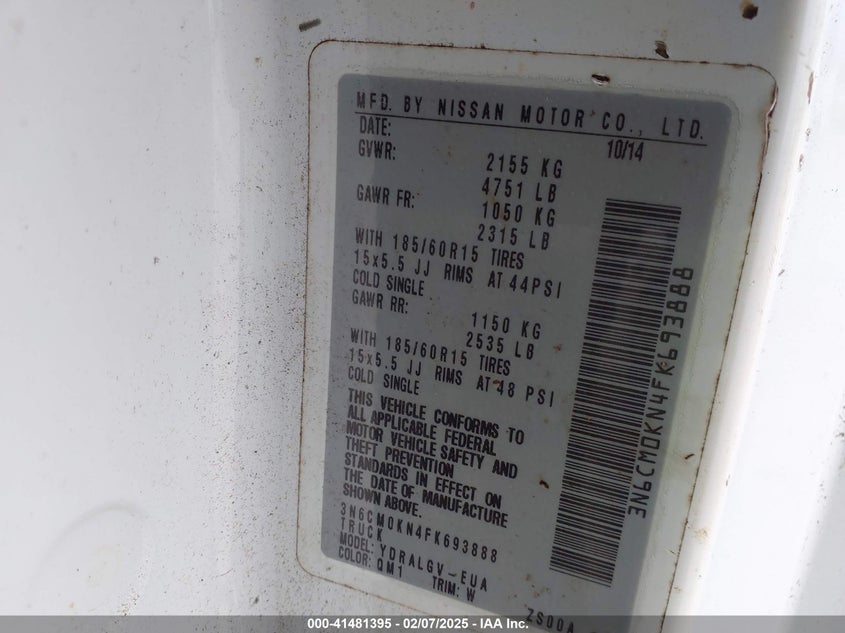 MFD. BY NISSAN MOTOR CO., LTD.
DATE: 10/14
GVWR: 2155 KG
4751 LB
GAWR FR: 1050 KG
2315 LB
WITH 185/60R15 TIRES
15x5.5 JJ RIMS AT 44PSI
COLD SINGLE
GAWR RR: 1150 KG
2535 LB
WITH 185/60R15 TIRES
15x5.5 JJ RIMS AT 48 PSI
COLD SINGLE
THIS VEHICLE CONFORMS TO
ALL APPLICABLE FEDERAL
MOTOR VEHICLE SAFETY AND
THEFT PREVENTION
STANDARDS IN EFFECT ON
THE DATE OF MANUFACTURE
SHOWN ABOVE.
3N6CM0KN4FK693888
TRUCK
MODEL: YDRALGV-EUA
COLOR: QM1 TRIM: W ZS00A
3N6CM0KN4FK693888
000-41481395 - 02/07/2025 - IAA Inc.